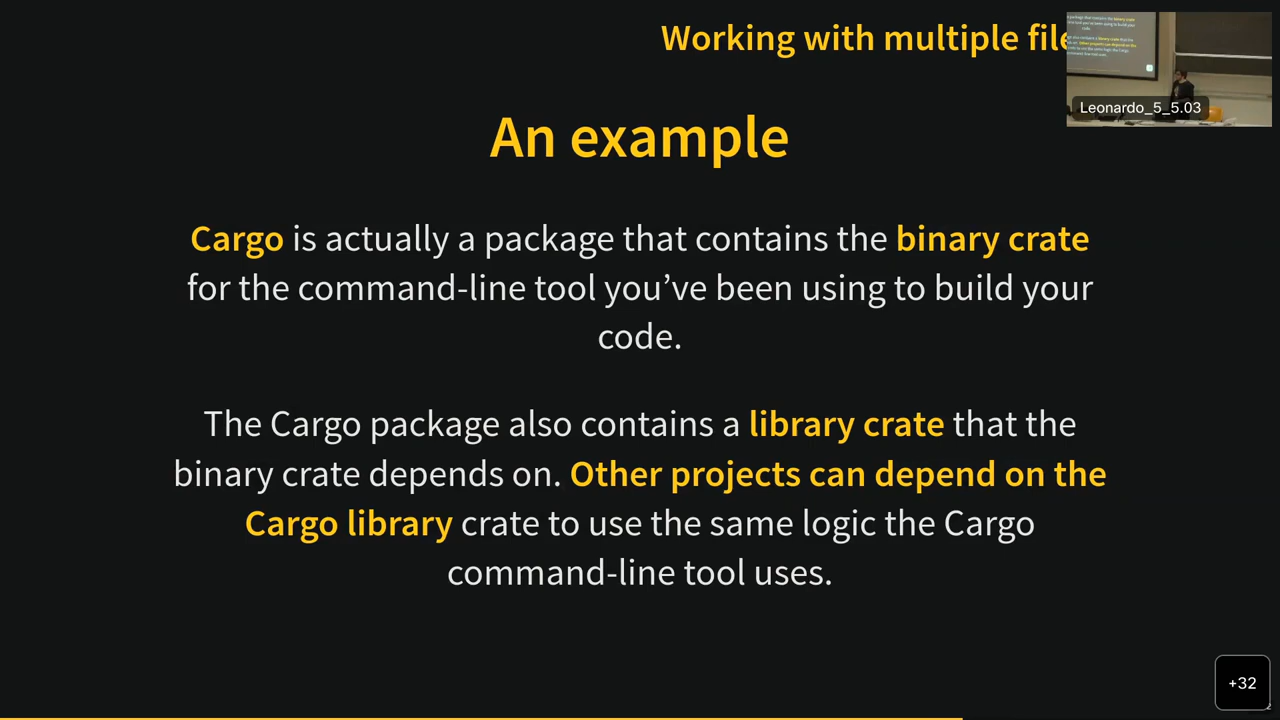 Working with multiple file
Leonardo_5_5.03
An example
Cargo is actually a package that contains the binary crate
for the command-line tool you’ve been using to build your
code.
The Cargo package also contains a library crate that the
binary crate depends on. Other projects can depend on the
Cargo library crate to use the same logic the Cargo
command-line tool uses.
+32